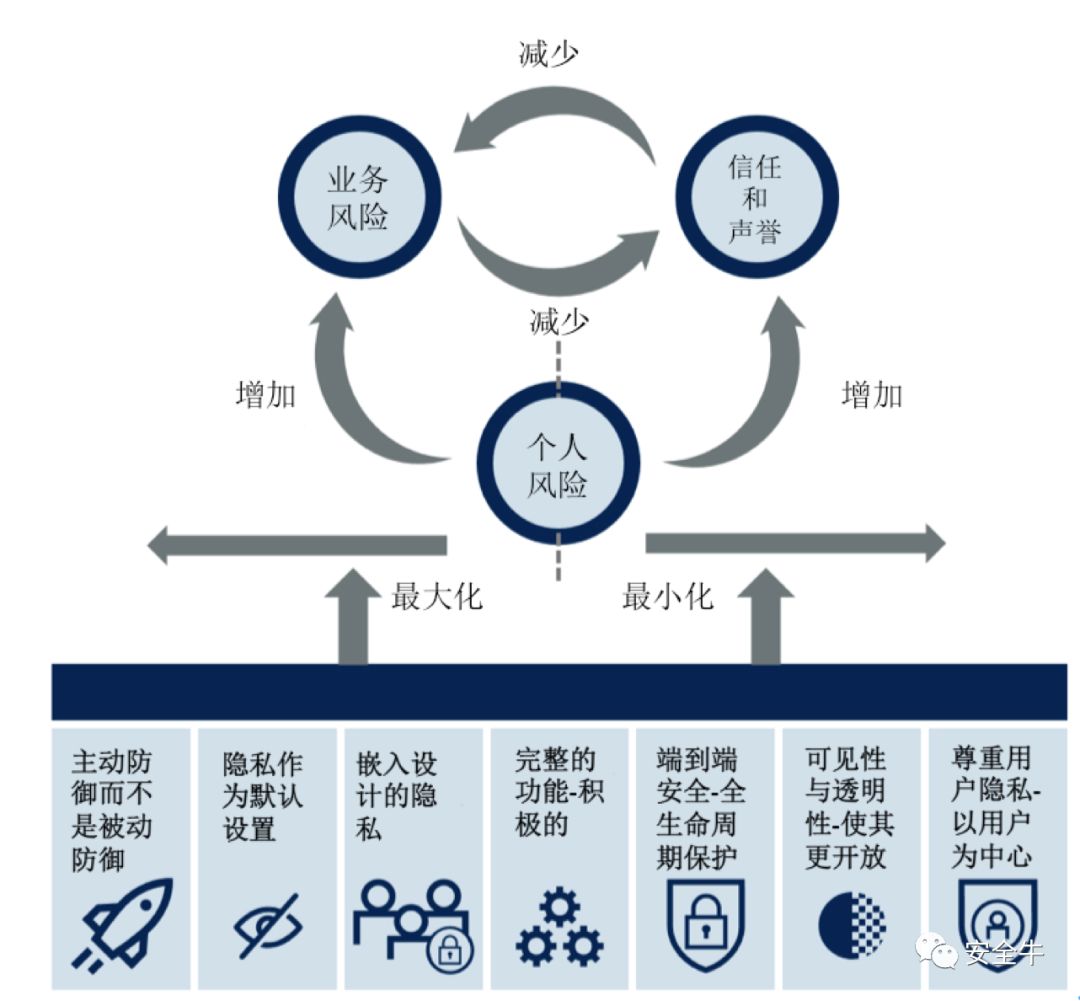 减少
业务
风险
信任
和
声誉
减少
增加
增加
个人
风险
最大化
最小化
主动防
御而不
是被动
防御
隐私作
为默认
设置
嵌入设
计的隐
私
完整的
功能-积
极的
端到端
安全-全
生命周
期保护
可见性
与透明
性-使其
更开放
尊重用
户隐私-
以用户
为中心
安全牛